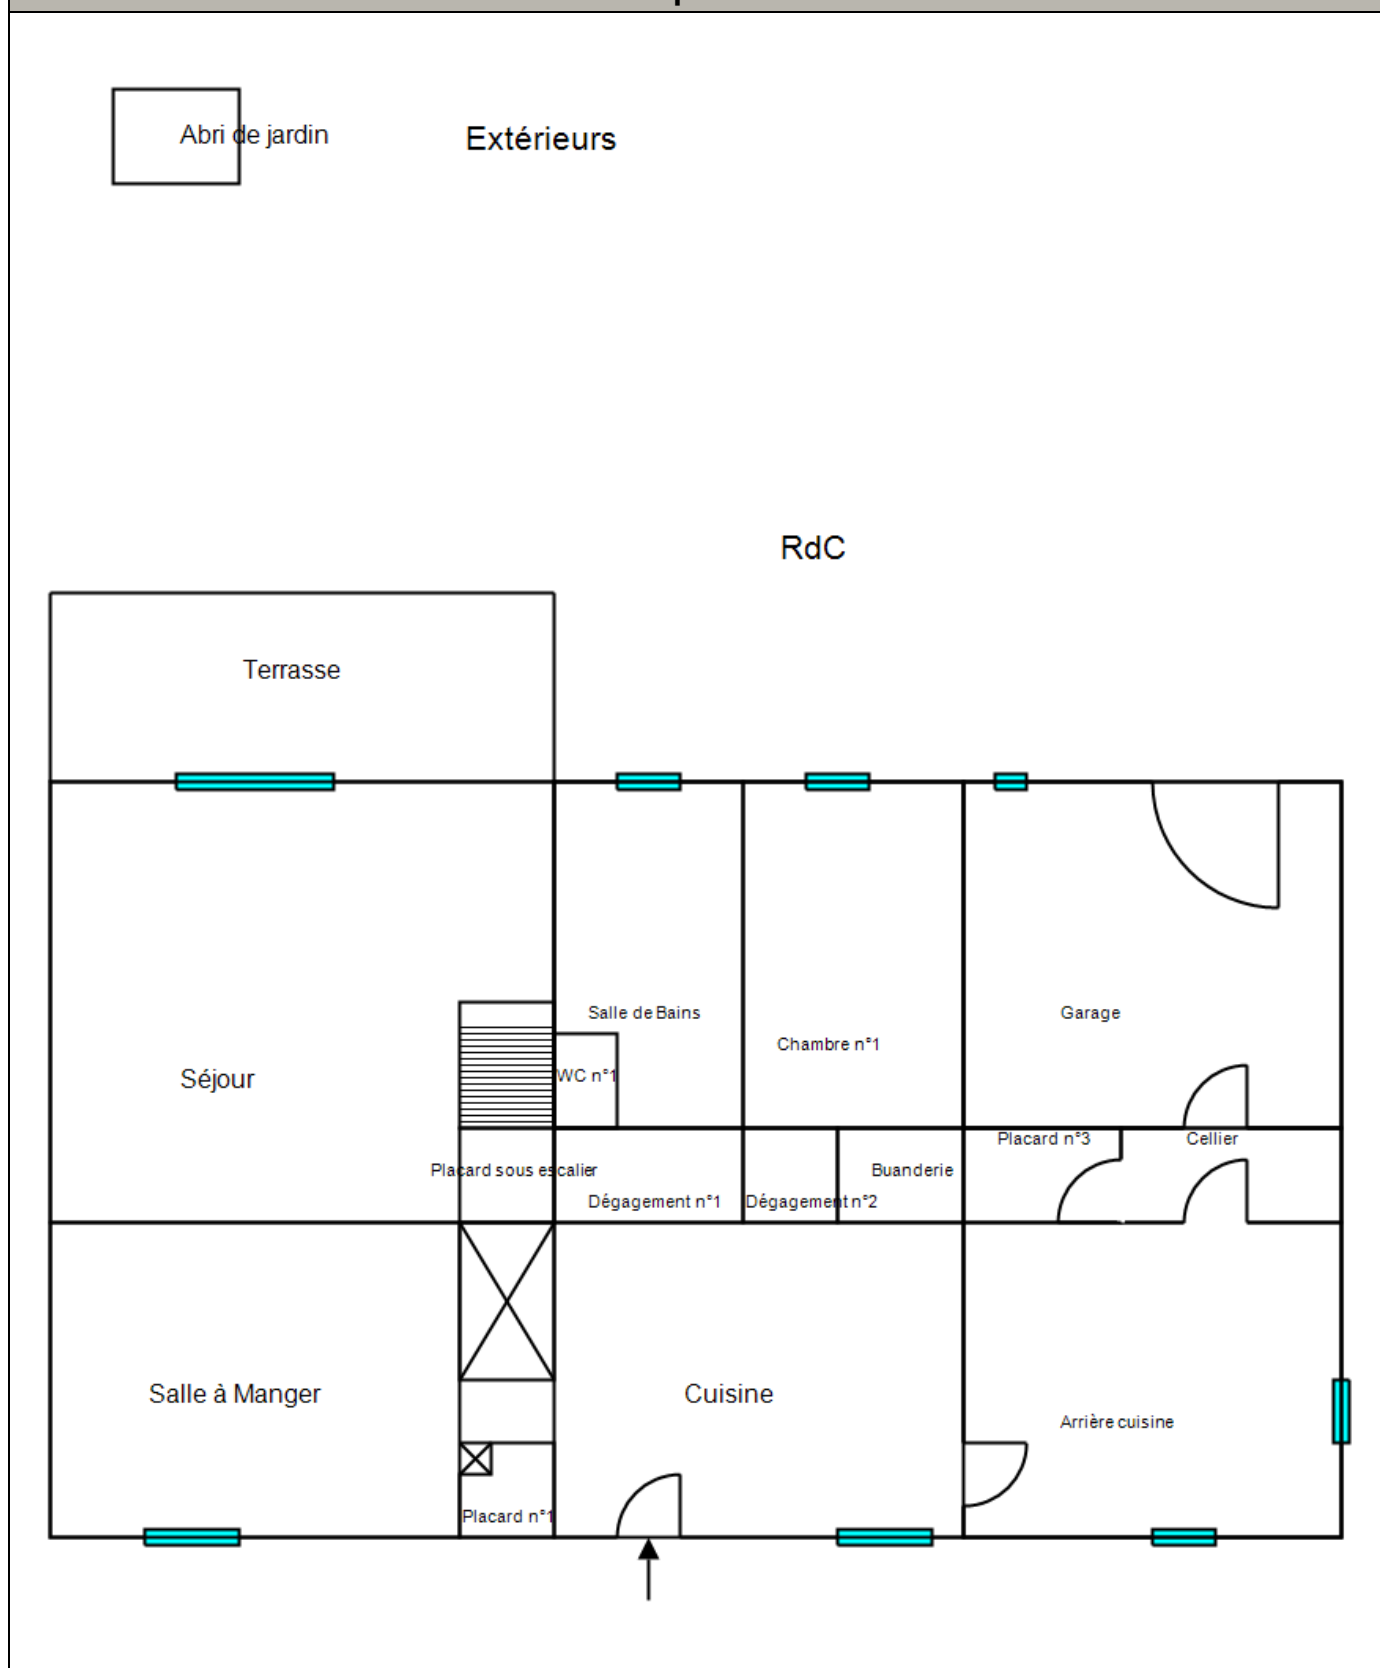 Abri de jardin
Extérieurs
RdC
Terrasse
Salle de Bains
Garage
Chambre n°1
WC n°1
Séjour
Placard n°3
Cellier
Placard sous escalier
Buanderie
Dégagement n°1
Dégagement n°2
Salle à Manger
Cuisine
Arrière cuisine
Placard n°1